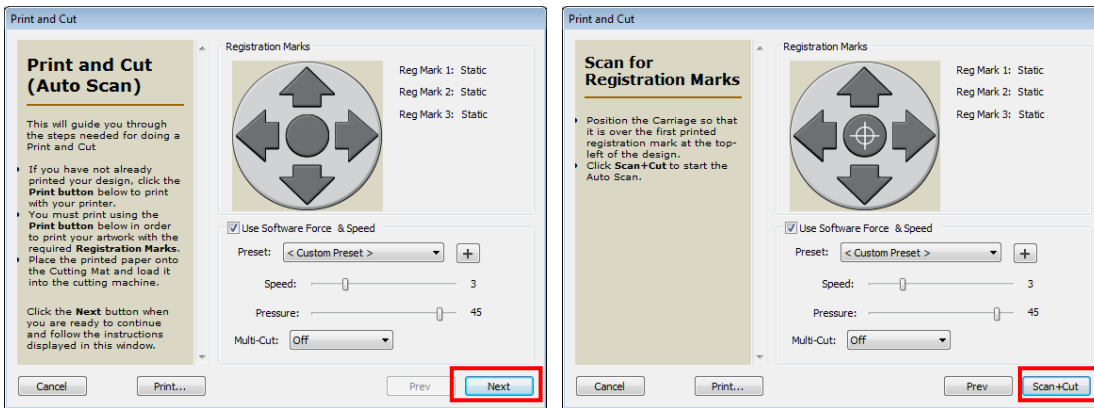 Print and Cut
Print and Cut
(Auto Scan)
This will guide you through
the steps needed for doing a
Print and Cut
If you have not already
printed your design, click the
Print button below to print
with your printer.
You must print using the
Print button below in order
to print your artwork with the
required Registration Marks.
Place the printed paper onto
the Cutting Mat and load it
into the cutting machine.
Click the Next button when
you are ready to continue
and follow the instructions
displayed in this window.
Registration Marks
Reg Mark 1: Static
Reg Mark 2: Static
Reg Mark 3: Static
Use Software Force & Speed
Preset: < Custom Preset > +
Speed: 3
Pressure: 45
Multi-Cut: Off
Cancel Print... Prev Next
Print and Cut
Scan for
Registration Marks
Position the Carriage so that
it is over the first printed
registration mark at the top-
left of the design.
Click Scan+Cut to start the
Auto Scan.
Registration Marks
Reg Mark 1: Static
Reg Mark 2: Static
Reg Mark 3: Static
Use Software Force & Speed
Preset: < Custom Preset > +
Speed: 3
Pressure: 45
Multi-Cut: Off
Cancel Print... Prev Scan+Cut